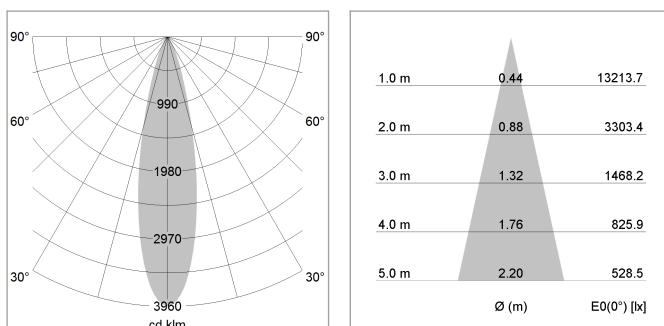 90° 90°
990
60° 60°
1980
2970
30° 30°
3960
cd klm
1.0 m 0.44 13213.7
2.0 m 0.88 3303.4
3.0 m 1.32 1468.2
4.0 m 1.76 825.9
5.0 m 2.20 528.5
Ø (m) E0(0°) [lx]